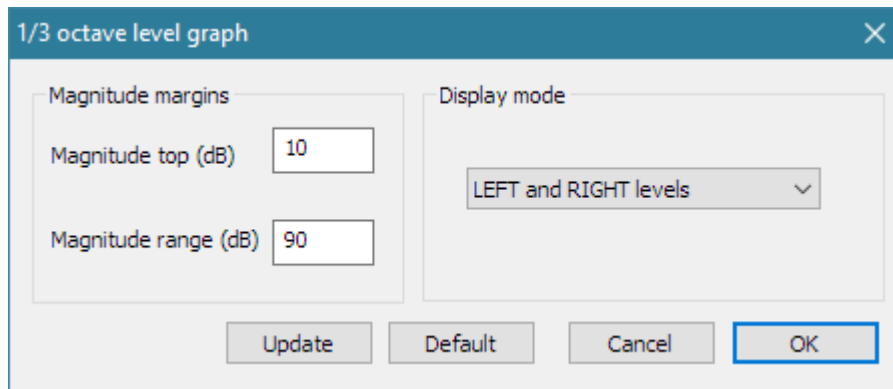 1/3 octave level graph
Magnitude margins
Magnitude top (dB) 10
Magnitude range (dB) 90
Display mode
LEFT and RIGHT levels
Update Default Cancel OK